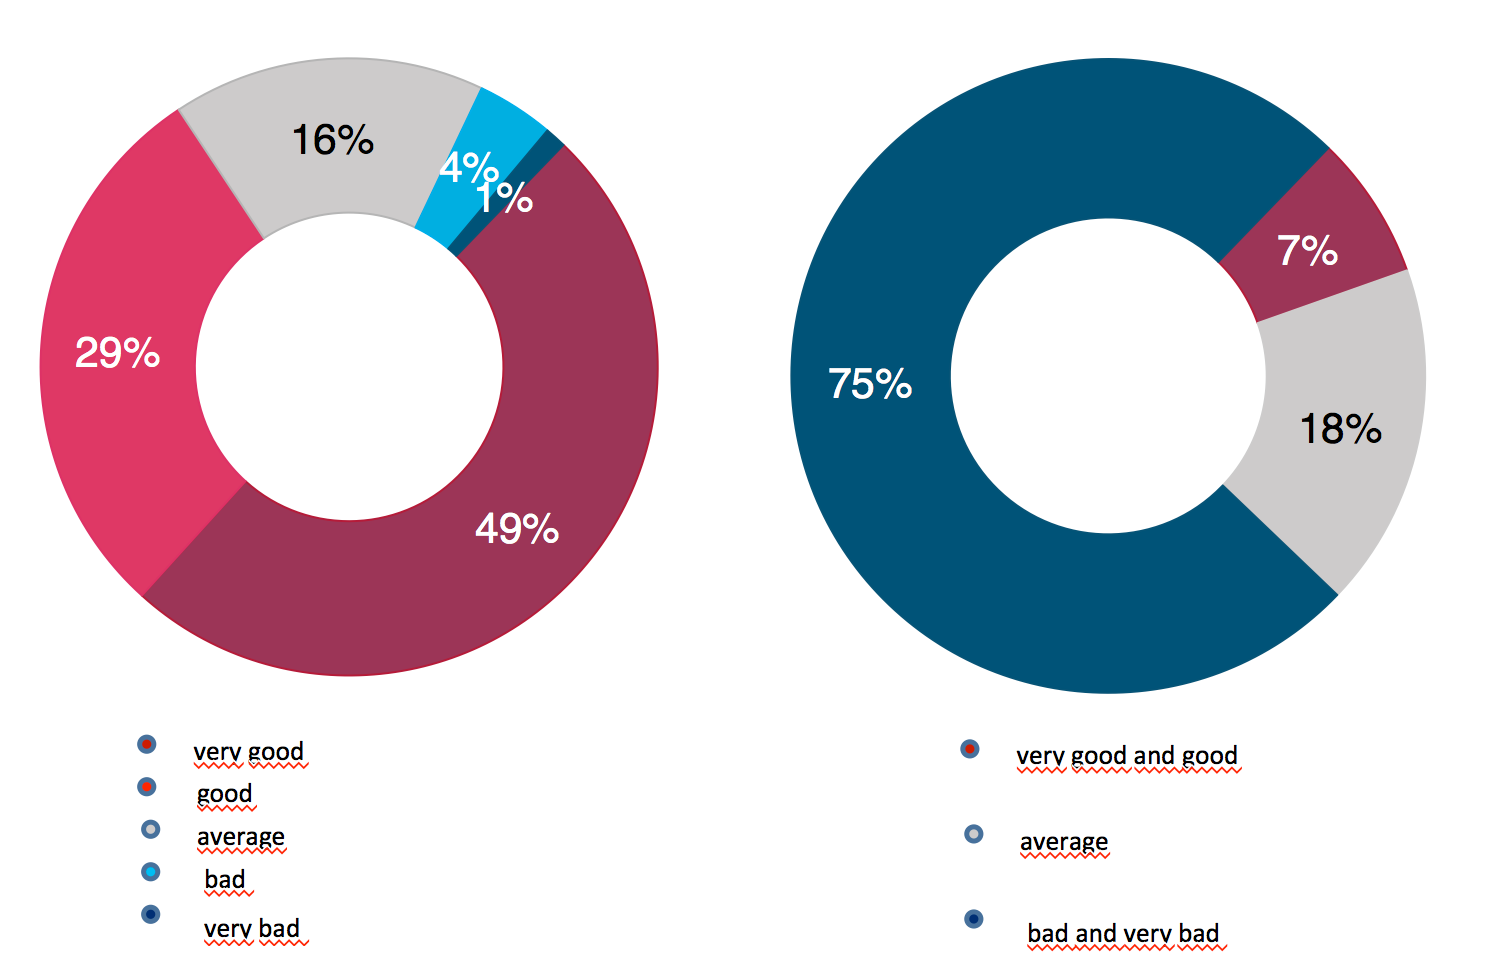 16%
4%
1%
29%
49%
7%
75%
18%
very good
good
average
bad
very bad
very good and good
average
bad and very bad